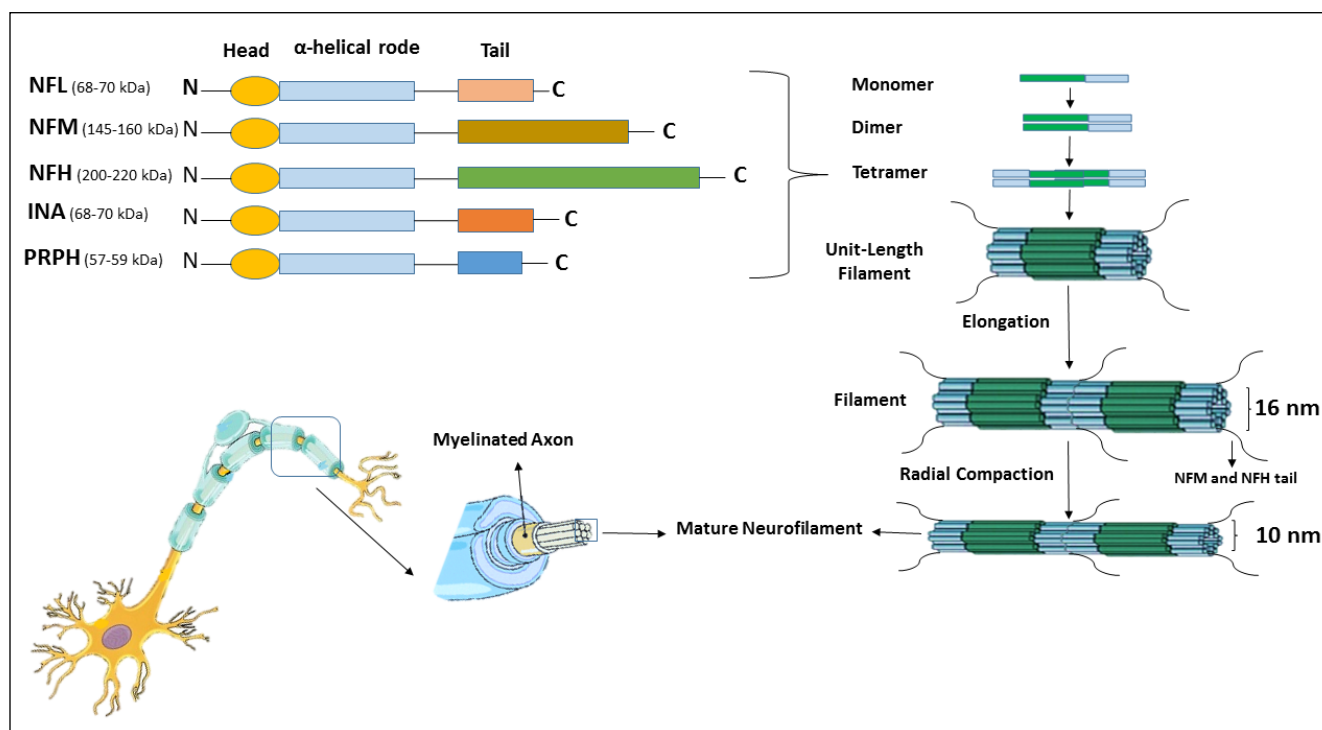 Head α-helical rode Tail
NFL (68-70 kDa) N C
NFM (145-160 kDa) N C
NFH (200-220 kDa) N C
INA (68-70 kDa) N C
PRPH (57-59 kDa) N C
Monomer
Dimer
Tetramer
Unit-Length
Filament
Elongation
Filament
16 nm
NFM and NFH tail
Radial Compaction
10 nm
Myelinated Axon
Mature Neurofilament